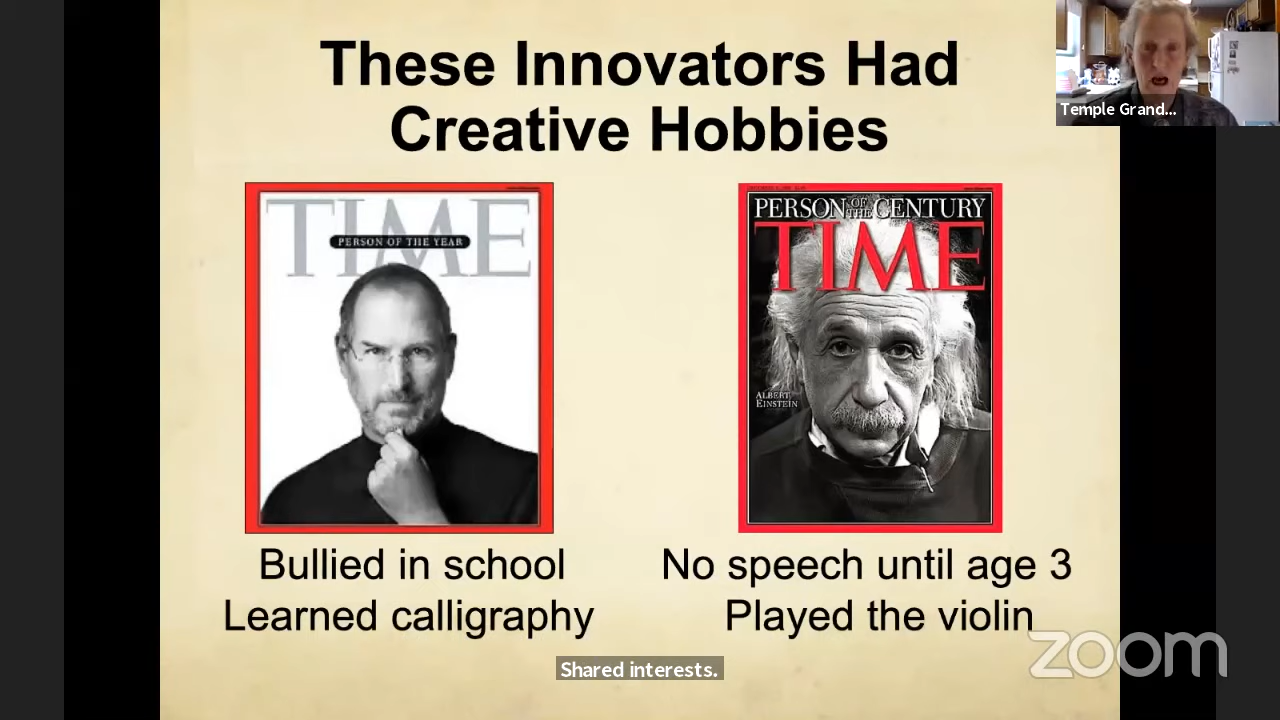 These Innovators Had
Creative Hobbies
Temple Grand...
TIME
PERSON OF THE YEAR
PERSON OF THE CENTURY
TIME
ALBERT
EINSTEIN
Bullied in school
Learned calligraphy
No speech until age 3
Played the violin
Shared interests.
zoom